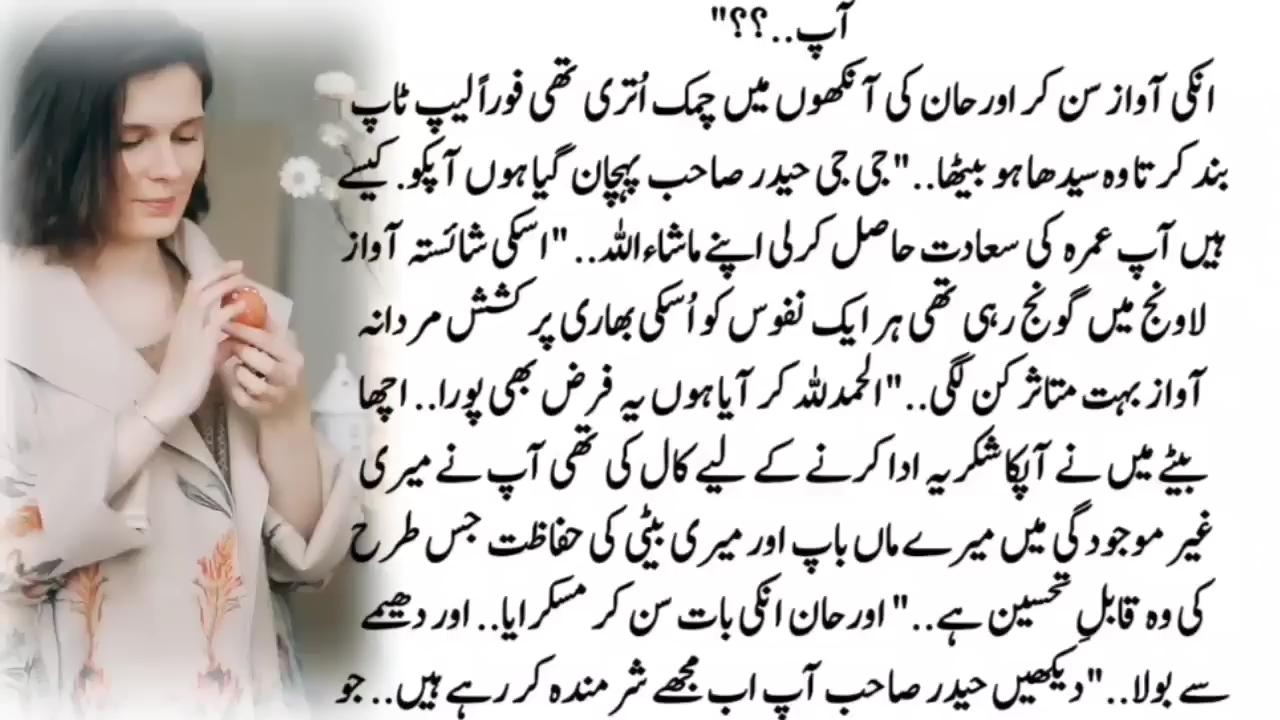 آپ..؟؟"
انکی آواز سن کر اورحان کی آنکھوں میں چمک اُتری تھی فوراً لیپ ٹاپ
بند کرتا وہ سیدھا ہو بیٹھا.. "جی جی حیدر صاحب پہچان گیا ہوں آپکو. کیسے
ہیں آپ عمرہ کی سعادت حاصل کرلی اپنے ماشاءاللہ.. "اسکی شائستہ آواز
لاونج میں گونج رہی تھی ہر ایک نفوس کو اُسکی بھاری پرکشش مردانہ
آواز بہت متاثر کن لگی.. "الحمدللہ کر آیا ہوں یہ فرض بھی پورا.. اچھا
بیٹے میں نے آپکا شکریہ ادا کرنے کے لیے کال کی تھی آپ نے میری
غیر موجودگی میں میرے ماں باپ اور میری بیٹی کی حفاظت جس طرح
کی وہ قابلِ تحسین ہے.." اورحان انکی بات سن کر مسکرایا.. اور دھیمے
سے بولا.. "دیکھیں حیدر صاحب آپ اب مجھے شرمندہ کر رہے ہیں.. جو